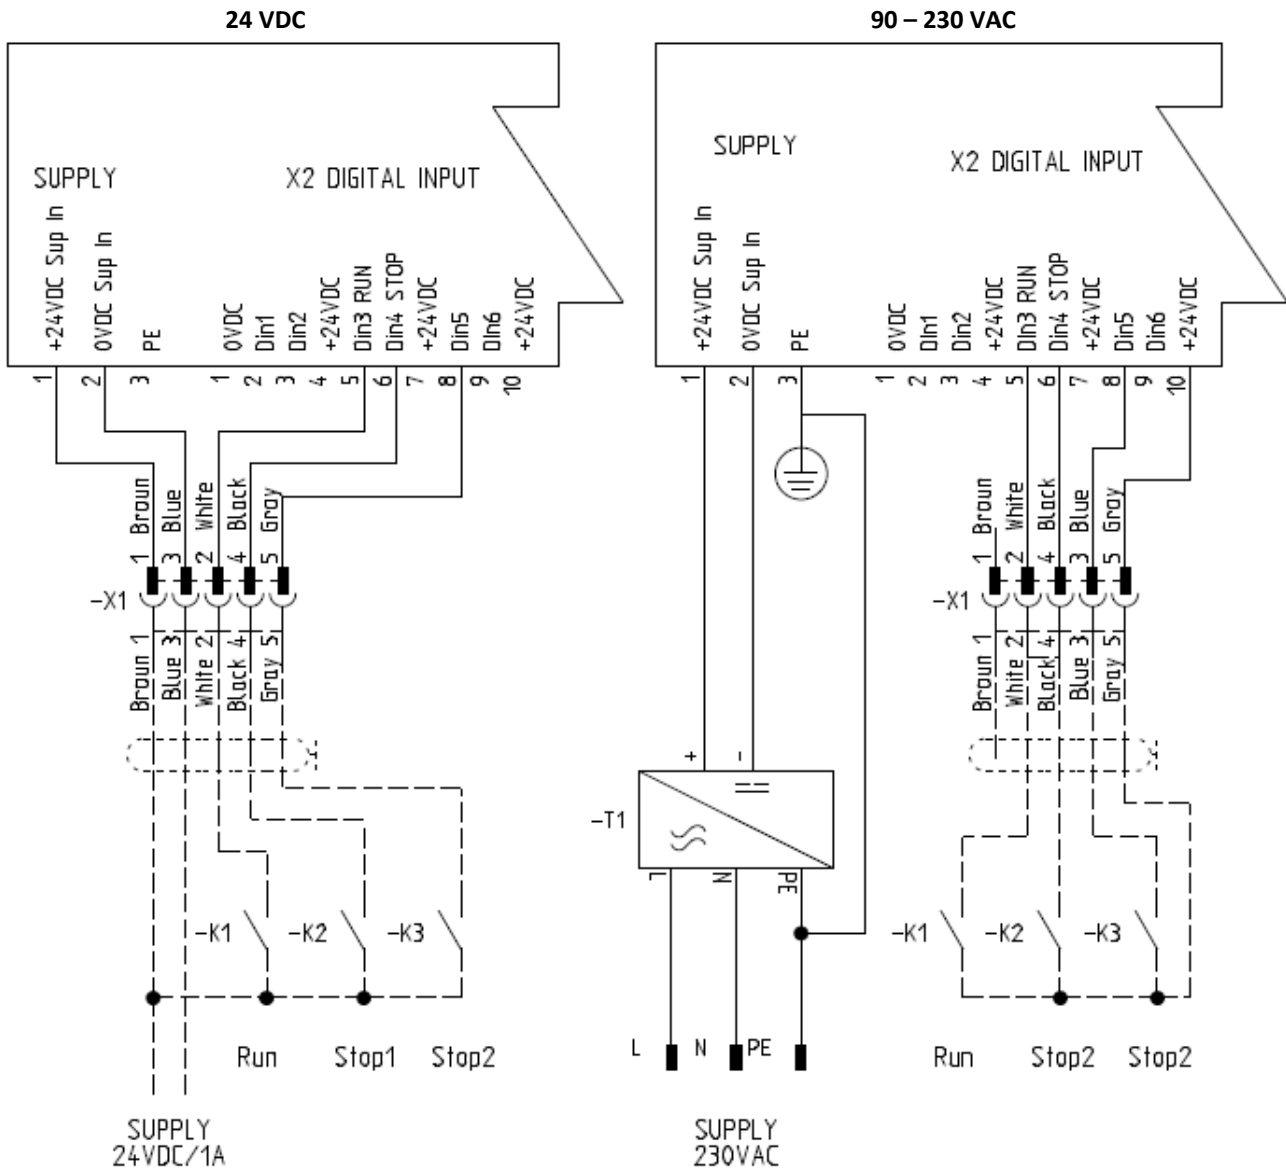 24 VDC
SUPPLY
X2 DIGITAL INPUT
+24VDC Sup In
0VDC Sup In
PE
0VDC
Din1
Din2
+24VDC
Din3 RUN
Din4 STOP
+24VDC
Din5
Din6
+24VDC
1 2 3 1 2 3 4 5 6 7 8 9 10
Braun Blue White Black Gray
1 3 2 4 5
-X1
Braun 1
Blue 3
White 2
Black 4
Gray 5
-K1 -K2 -K3
Run Stop1 Stop2
SUPPLY
24VDC/1A
90 – 230 VAC
SUPPLY
X2 DIGITAL INPUT
+24VDC Sup In
0VDC Sup In
PE
0VDC
Din1
Din2
+24VDC
Din3 RUN
Din4 STOP
+24VDC
Din5
Din6
+24VDC
1 2 3 1 2 3 4 5 6 7 8 9 10
Braun White Black Blue Gray
1 2 4 3 5
-X1
Braun 1
White 2
Black 4
Blue 3
Gray 5
+ -
-T1
L N PE
L N PE
-K1 -K2 -K3
Run Stop2 Stop2
SUPPLY
230VAC